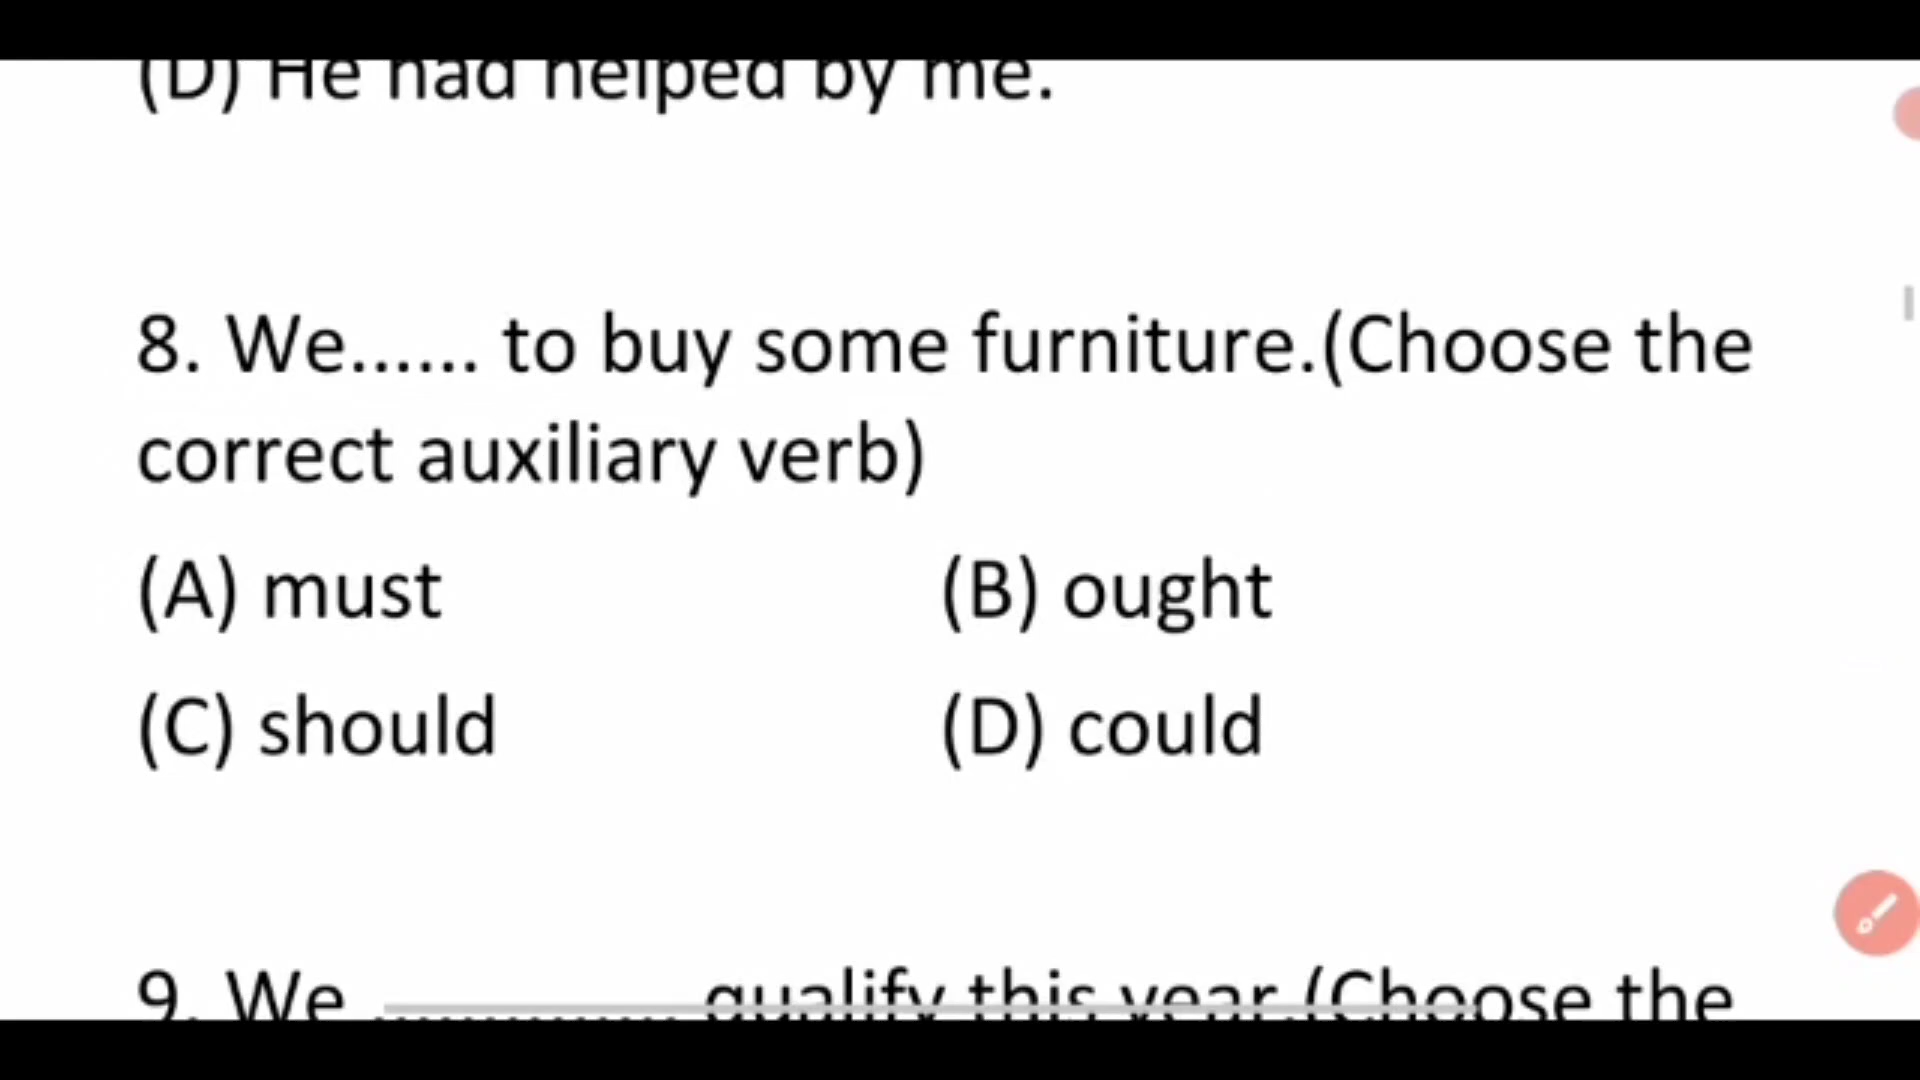 (D) He had helped by me.
8. We...... to buy some furniture.(Choose the
correct auxiliary verb)
(A) must (B) ought
(C) should (D) could
9. We ................ qualify this year.(Choose the